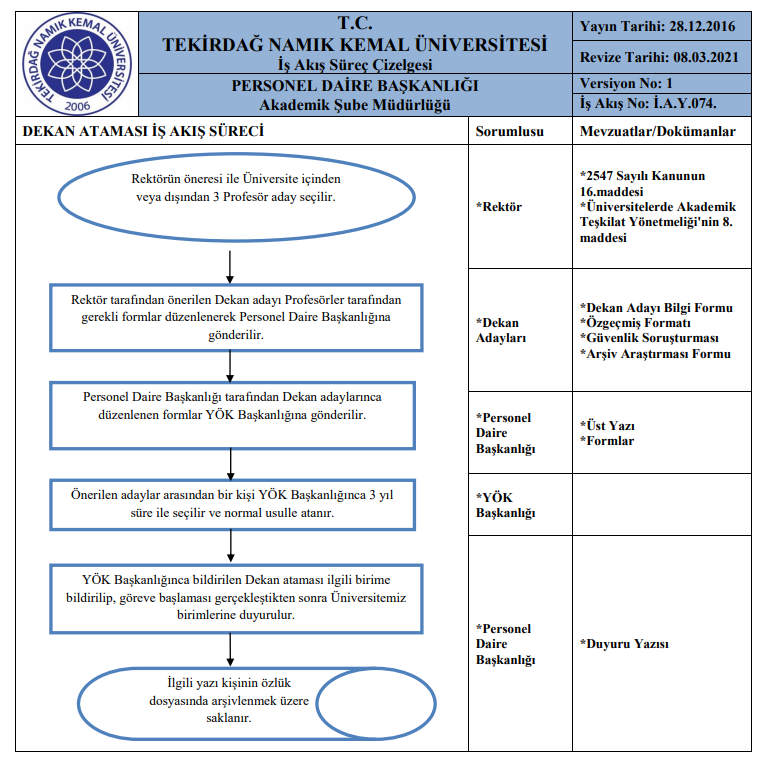 TEKİRDAĞ NAMIK KEMAL ÜNİVERSİTESİ
2006
T.C.
TEKİRDAĞ NAMIK KEMAL ÜNİVERSİTESİ
İş Akış Süreç Çizelgesi
PERSONEL DAİRE BAŞKANLIĞI
Akademik Şube Müdürlüğü
Yayın Tarihi: 28.12.2016
Revize Tarihi: 08.03.2021
Versiyon No: 1
İş Akış No: İ.A.Y.074.
DEKAN ATAMASI İŞ AKIŞ SÜRECİ
Sorumlusu
Mevzuatlar/Dokümanlar
Rektörün öneresi ile Üniversite içinden
veya dışından 3 Profesör aday seçilir.
*Rektör
*2547 Sayılı Kanunun
16.maddesi
*Üniversitelerde Akademik
Teşkilat Yönetmeliği'nin 8.
maddesi
Rektör tarafından önerilen Dekan adayı Profesörler tarafından
gerekli formlar düzenlenerek Personel Daire Başkanlığına
gönderilir.
*Dekan
Adayları
*Dekan Adayı Bilgi Formu
*Özgeçmiş Formatı
*Güvenlik Soruşturması
*Arşiv Araştırması Formu
Personel Daire Başkanlığı tarafından Dekan adaylarınca
düzenlenen formlar YÖK Başkanlığına gönderilir.
*Personel
Daire
Başkanlığı
*Üst Yazı
*Formlar
Önerilen adaylar arasından bir kişi YÖK Başkanlığınca 3 yıl
süre ile seçilir ve normal usulle atanır.
*YÖK
Başkanlığı
YÖK Başkanlığınca bildirilen Dekan ataması ilgili birime
bildirilip, göreve başlaması gerçekleştikten sonra Üniversitemiz
birimlerine duyurulur.
*Personel
Daire
Başkanlığı
*Duyuru Yazısı
İlgili yazı kişinin özlük
dosyasında arşivlenmek üzere
saklanır.